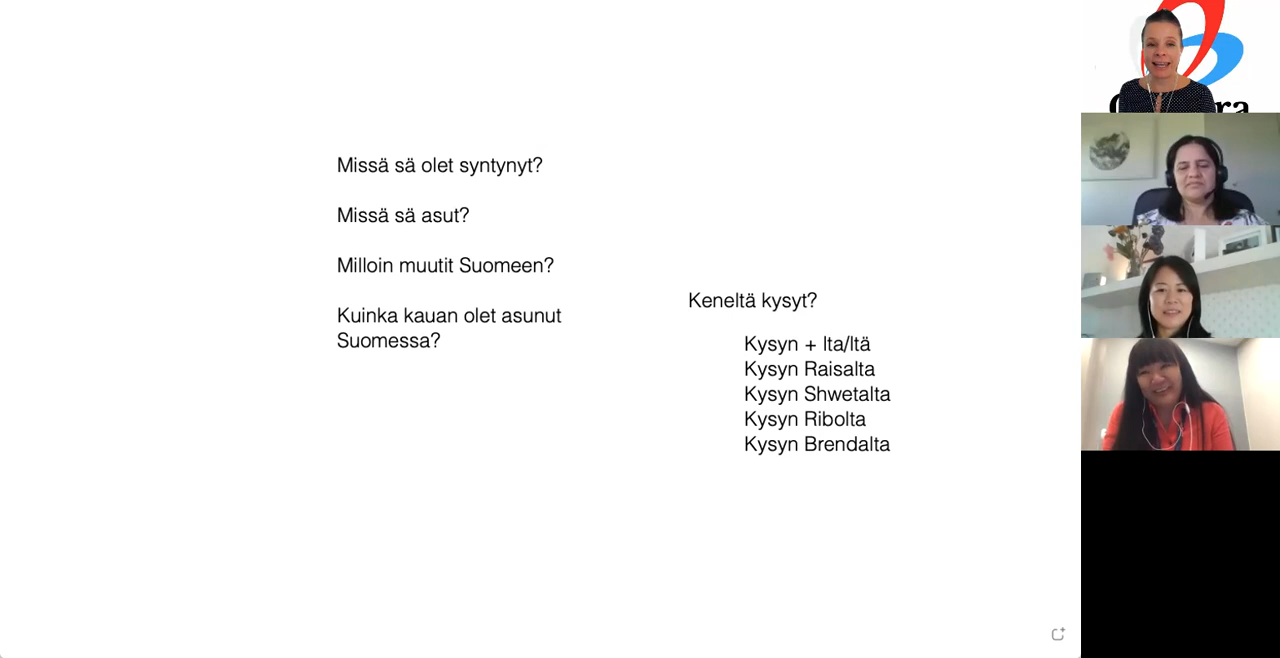 Missä sä olet syntynyt?
Missä sä asut?
Milloin muutit Suomeen?
Kuinka kauan olet asunut
Suomessa?
Keneltä kysyt?
Kysyn + lta/ltä
Kysyn Raisalta
Kysyn Shwetalta
Kysyn Ribolta
Kysyn Brendalta